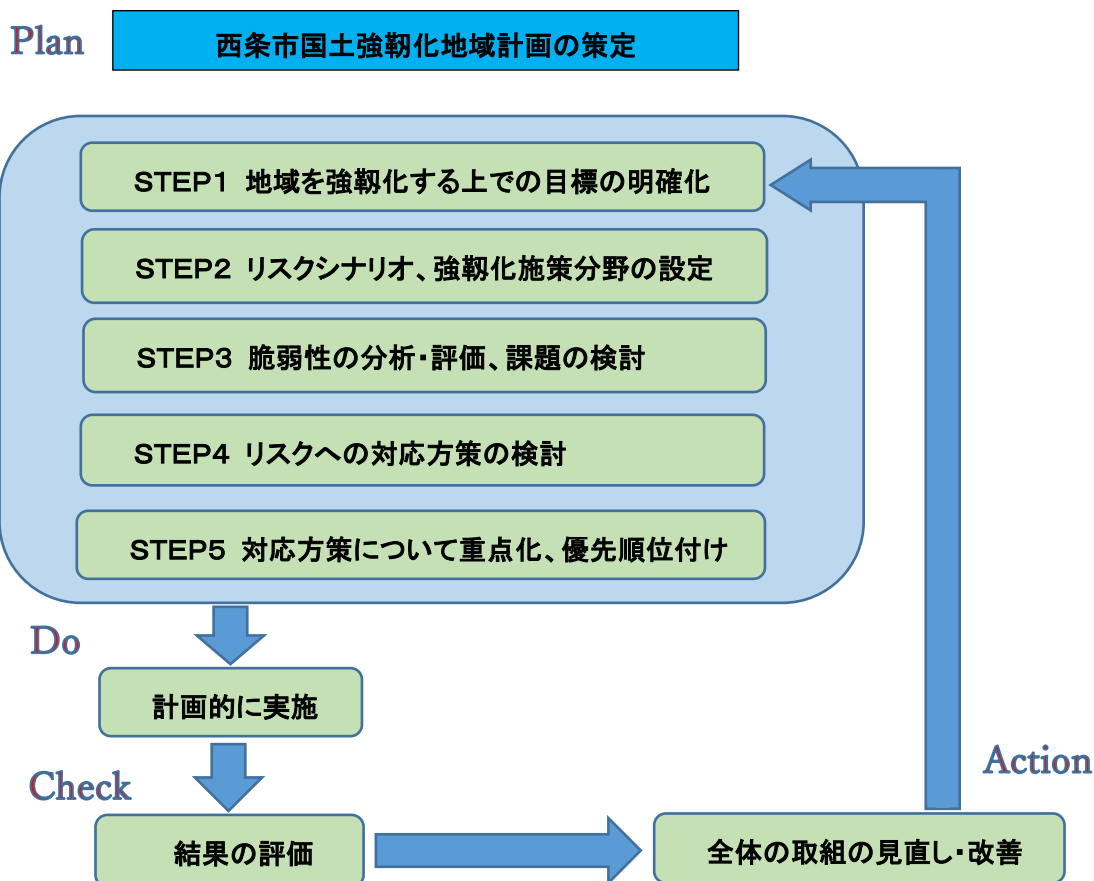 Plan
西条市国土強靭化地域計画の策定
STEP1 地域を強靭化する上での目標の明確化
STEP2 リスクシナリオ、強靭化施策分野の設定
STEP3 脆弱性の分析・評価、課題の検討
STEP4 リスクへの対応方策の検討
STEP5 対応方策について重点化、優先順位付け
Do
計画的に実施
Check
結果の評価
Action
全体の取組の見直し・改善